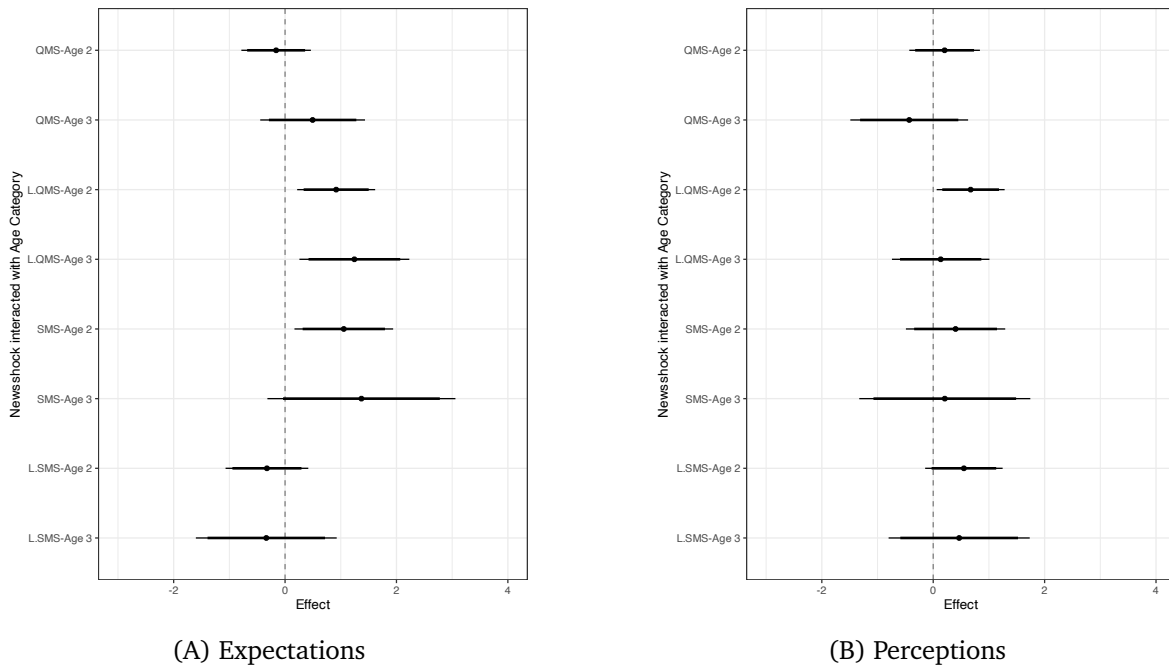 QMS-Age 2
QMS-Age 3
L.QMS-Age 2
L.QMS-Age 3
SMS-Age 2
SMS-Age 3
L.SMS-Age 2
L.SMS-Age 3
Newsshock interacted with Age Category
-2 0 2 4
Effect
(A) Expectations
QMS-Age 2
QMS-Age 3
L.QMS-Age 2
L.QMS-Age 3
SMS-Age 2
SMS-Age 3
L.SMS-Age 2
L.SMS-Age 3
Newsshock interacted with Age Category
-2 0 2 4
Effect
(B) Perceptions